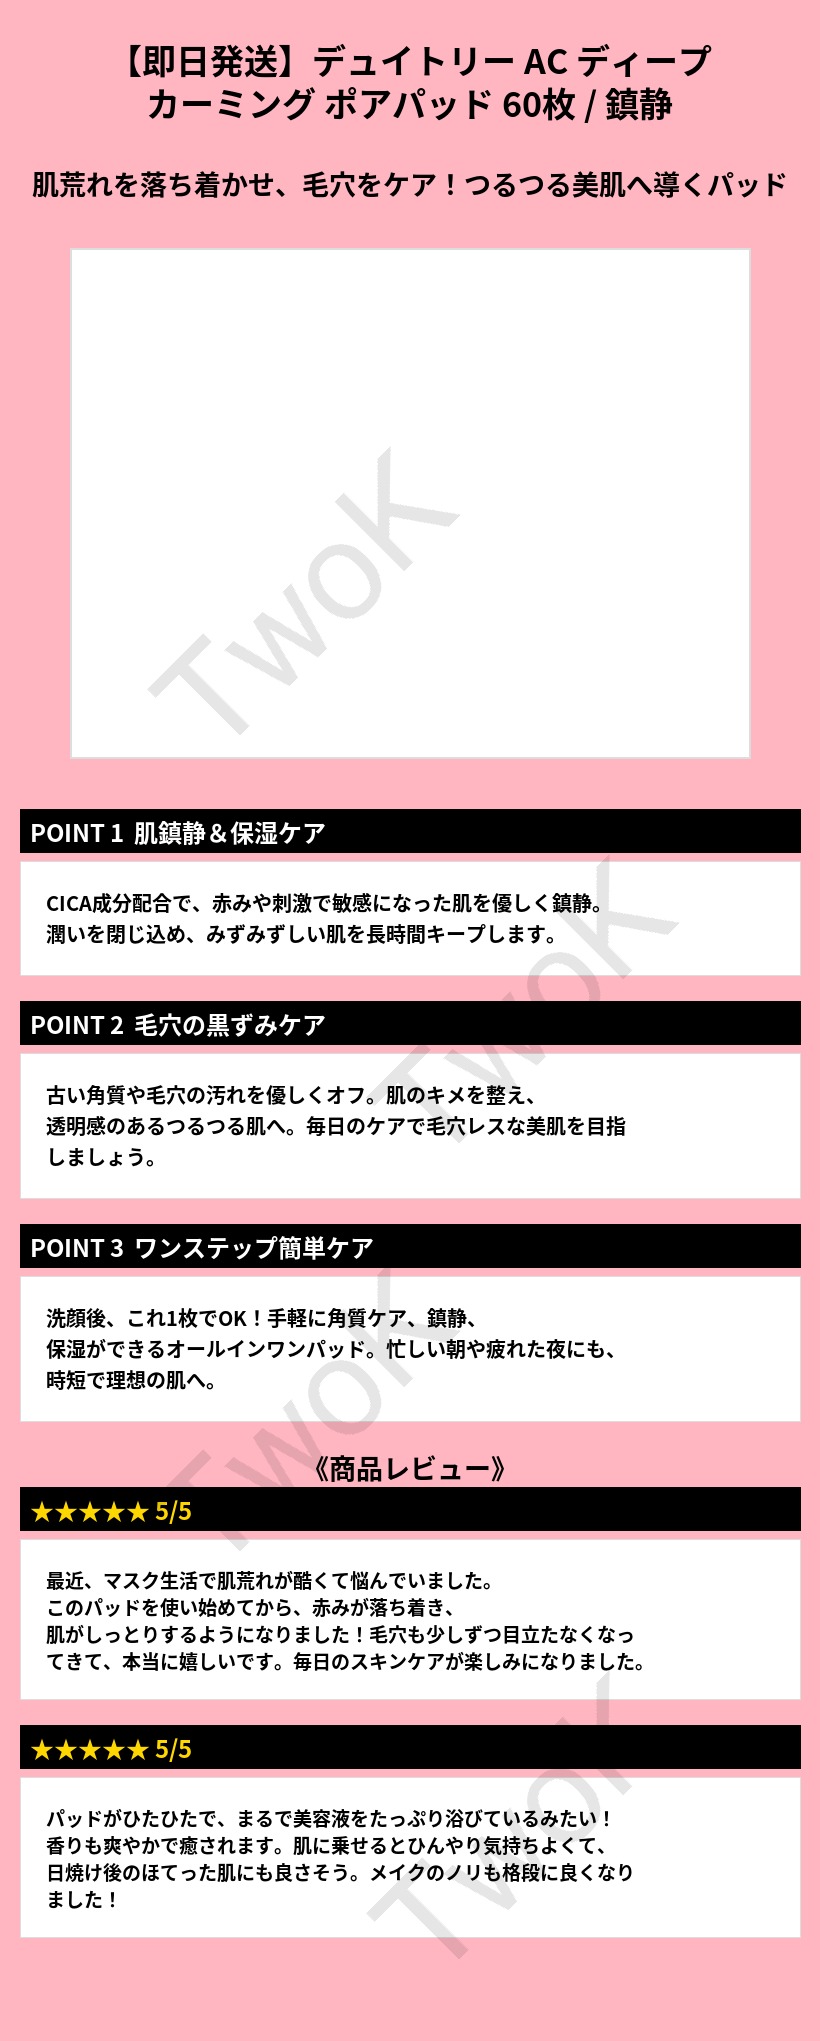 【即日発送】デュイトリー AC ディープ
カーミング ポアパッド 60枚 / 鎮静
肌荒れを落ち着かせ、毛穴をケア！つるつる美肌へ導くパッド
TwoK
POINT 1 肌鎮静＆保湿ケア
CICA成分配合で、赤みや刺激で敏感になった肌を優しく鎮静。
潤いを閉じ込め、みずみずしい肌を長時間キープします。
TwoK
POINT 2 毛穴の黒ずみケア
古い角質や毛穴の汚れを優しくオフ。肌のキメを整え、
透明感のあるつるつる肌へ。毎日のケアで毛穴レスな美肌を目指
しましょう。
POINT 3 ワンステップ簡単ケア
洗顔後、これ1枚でOK！手軽に角質ケア、鎮静、
保湿ができるオールインワンパッド。忙しい朝や疲れた夜にも、
時短で理想の肌へ。
TwoK
《商品レビュー》
★★★★★ 5/5
最近、マスク生活で肌荒れが酷くて悩んでいました。
このパッドを使い始めてから、赤みが落ち着き、
肌がしっとりするようになりました！毛穴も少しずつ目立たなくなっ
てきて、本当に嬉しいです。毎日のスキンケアが楽しみになりました。
★★★★★ 5/5
パッドがひたひたで、まるで美容液をたっぷり浴びているみたい！
香りも爽やかで癒されます。肌に乗せるとひんやり気持ちよくて、
日焼け後のほてった肌にも良さそう。メイクのノリも格段に良くなり
ました！
TwoK